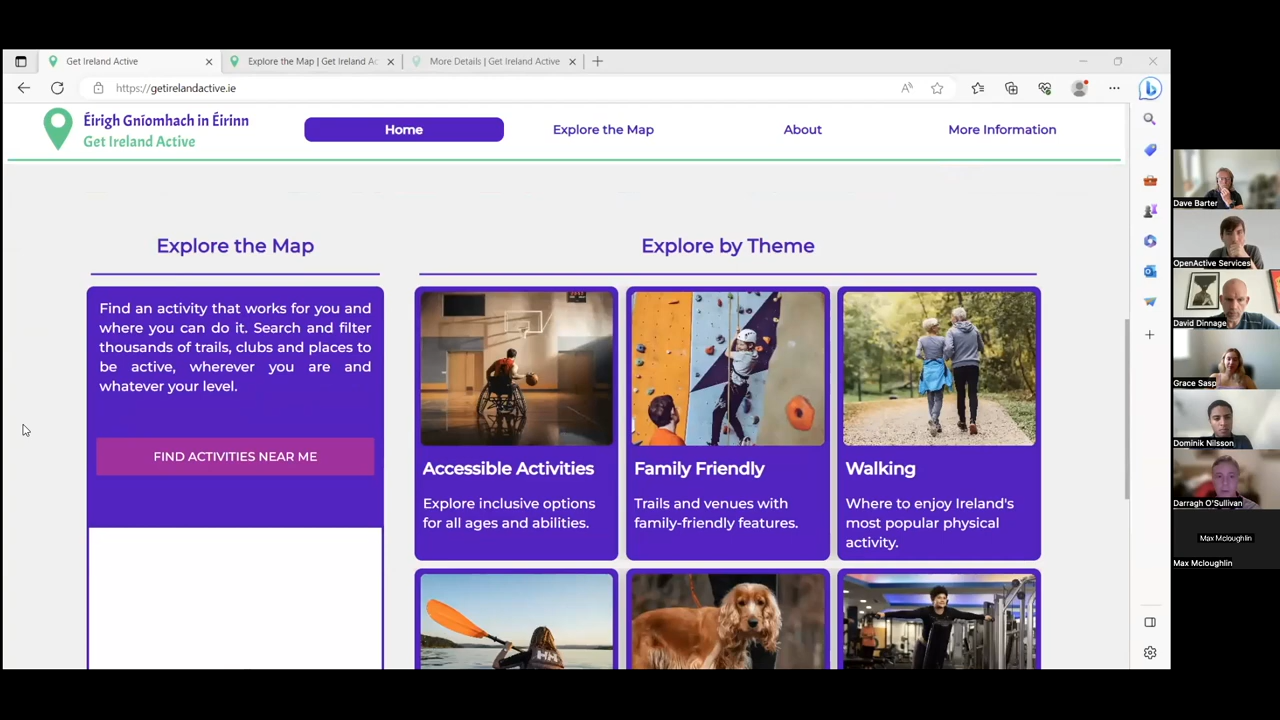 Get Ireland Active
Explore the Map | Get Ireland Ac
More Details | Get Ireland Active
https://getirelandactive.ie
Éirigh Gníomhach in Éirinn
Get Ireland Active
Home
Explore the Map
About
More Information
Explore the Map
Find an activity that works for you and
where you can do it. Search and filter
thousands of trails, clubs and places to
be active, wherever you are and
whatever your level.
FIND ACTIVITIES NEAR ME
Explore by Theme
Accessible Activities
Explore inclusive options
for all ages and abilities.
Family Friendly
Trails and venues with
family-friendly features.
Walking
Where to enjoy Ireland's
most popular physical
activity.
HH
Dave Barter
OpenActive Services
David Dinnage
Grace Sasp
Dominik Nilsson
Darragh O'Sullivan
Max Mcloughlin
Max Mcloughlin